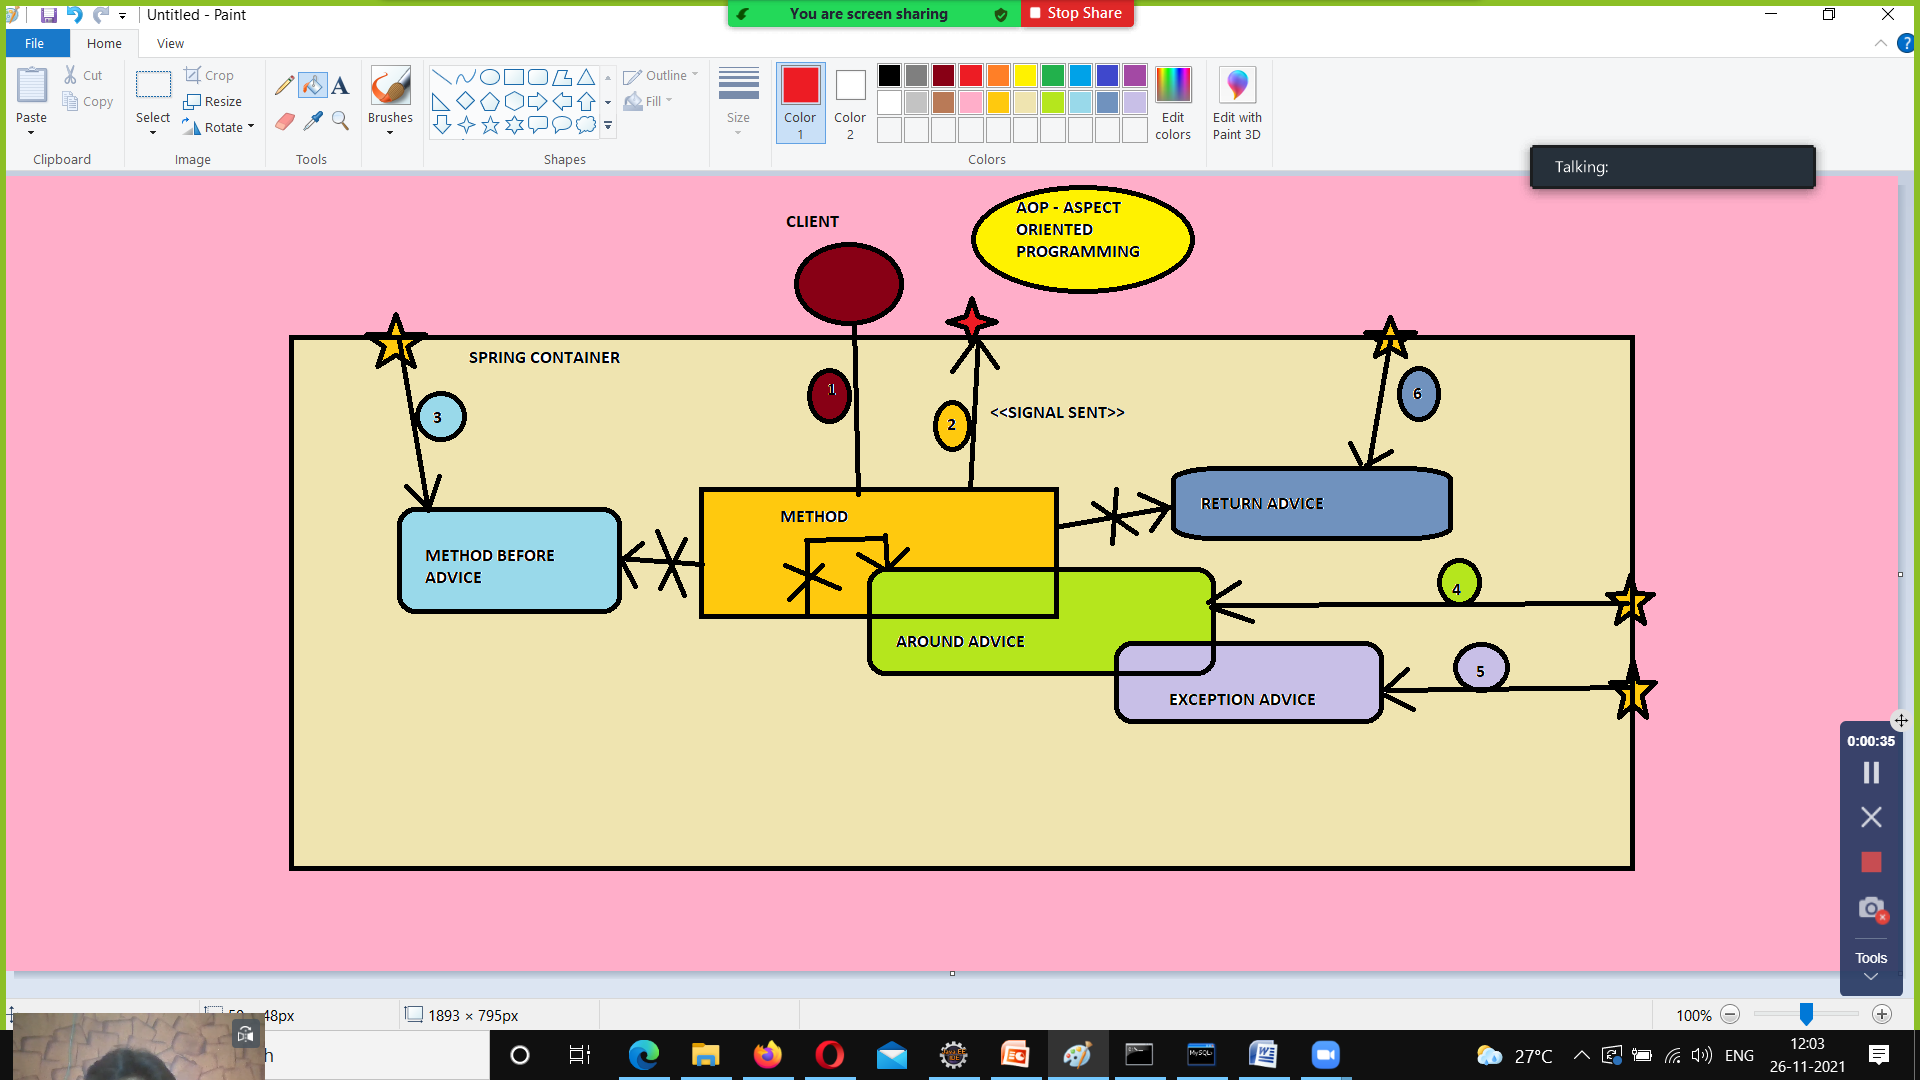 Untitled - Paint
You are screen sharing
Stop Share
File
Home
View
Paste
Cut
Copy
Clipboard
Select
Crop
Resize
Rotate
Image
A
Tools
Brushes
Outline
Fill
Shapes
Size
Color
1
Color
2
Edit
colors
Edit with
Paint 3D
Colors
?
Talking:
CLIENT
AOP - ASPECT
ORIENTED
PROGRAMMING
SPRING CONTAINER
3
1
2
<<SIGNAL SENT>>
6
METHOD
RETURN ADVICE
METHOD BEFORE
ADVICE
4
AROUND ADVICE
5
EXCEPTION ADVICE
0:00:35
Tools
48px
1893 × 795px
100%
h
MySQL
27°C
ENG
12:03
26-11-2021